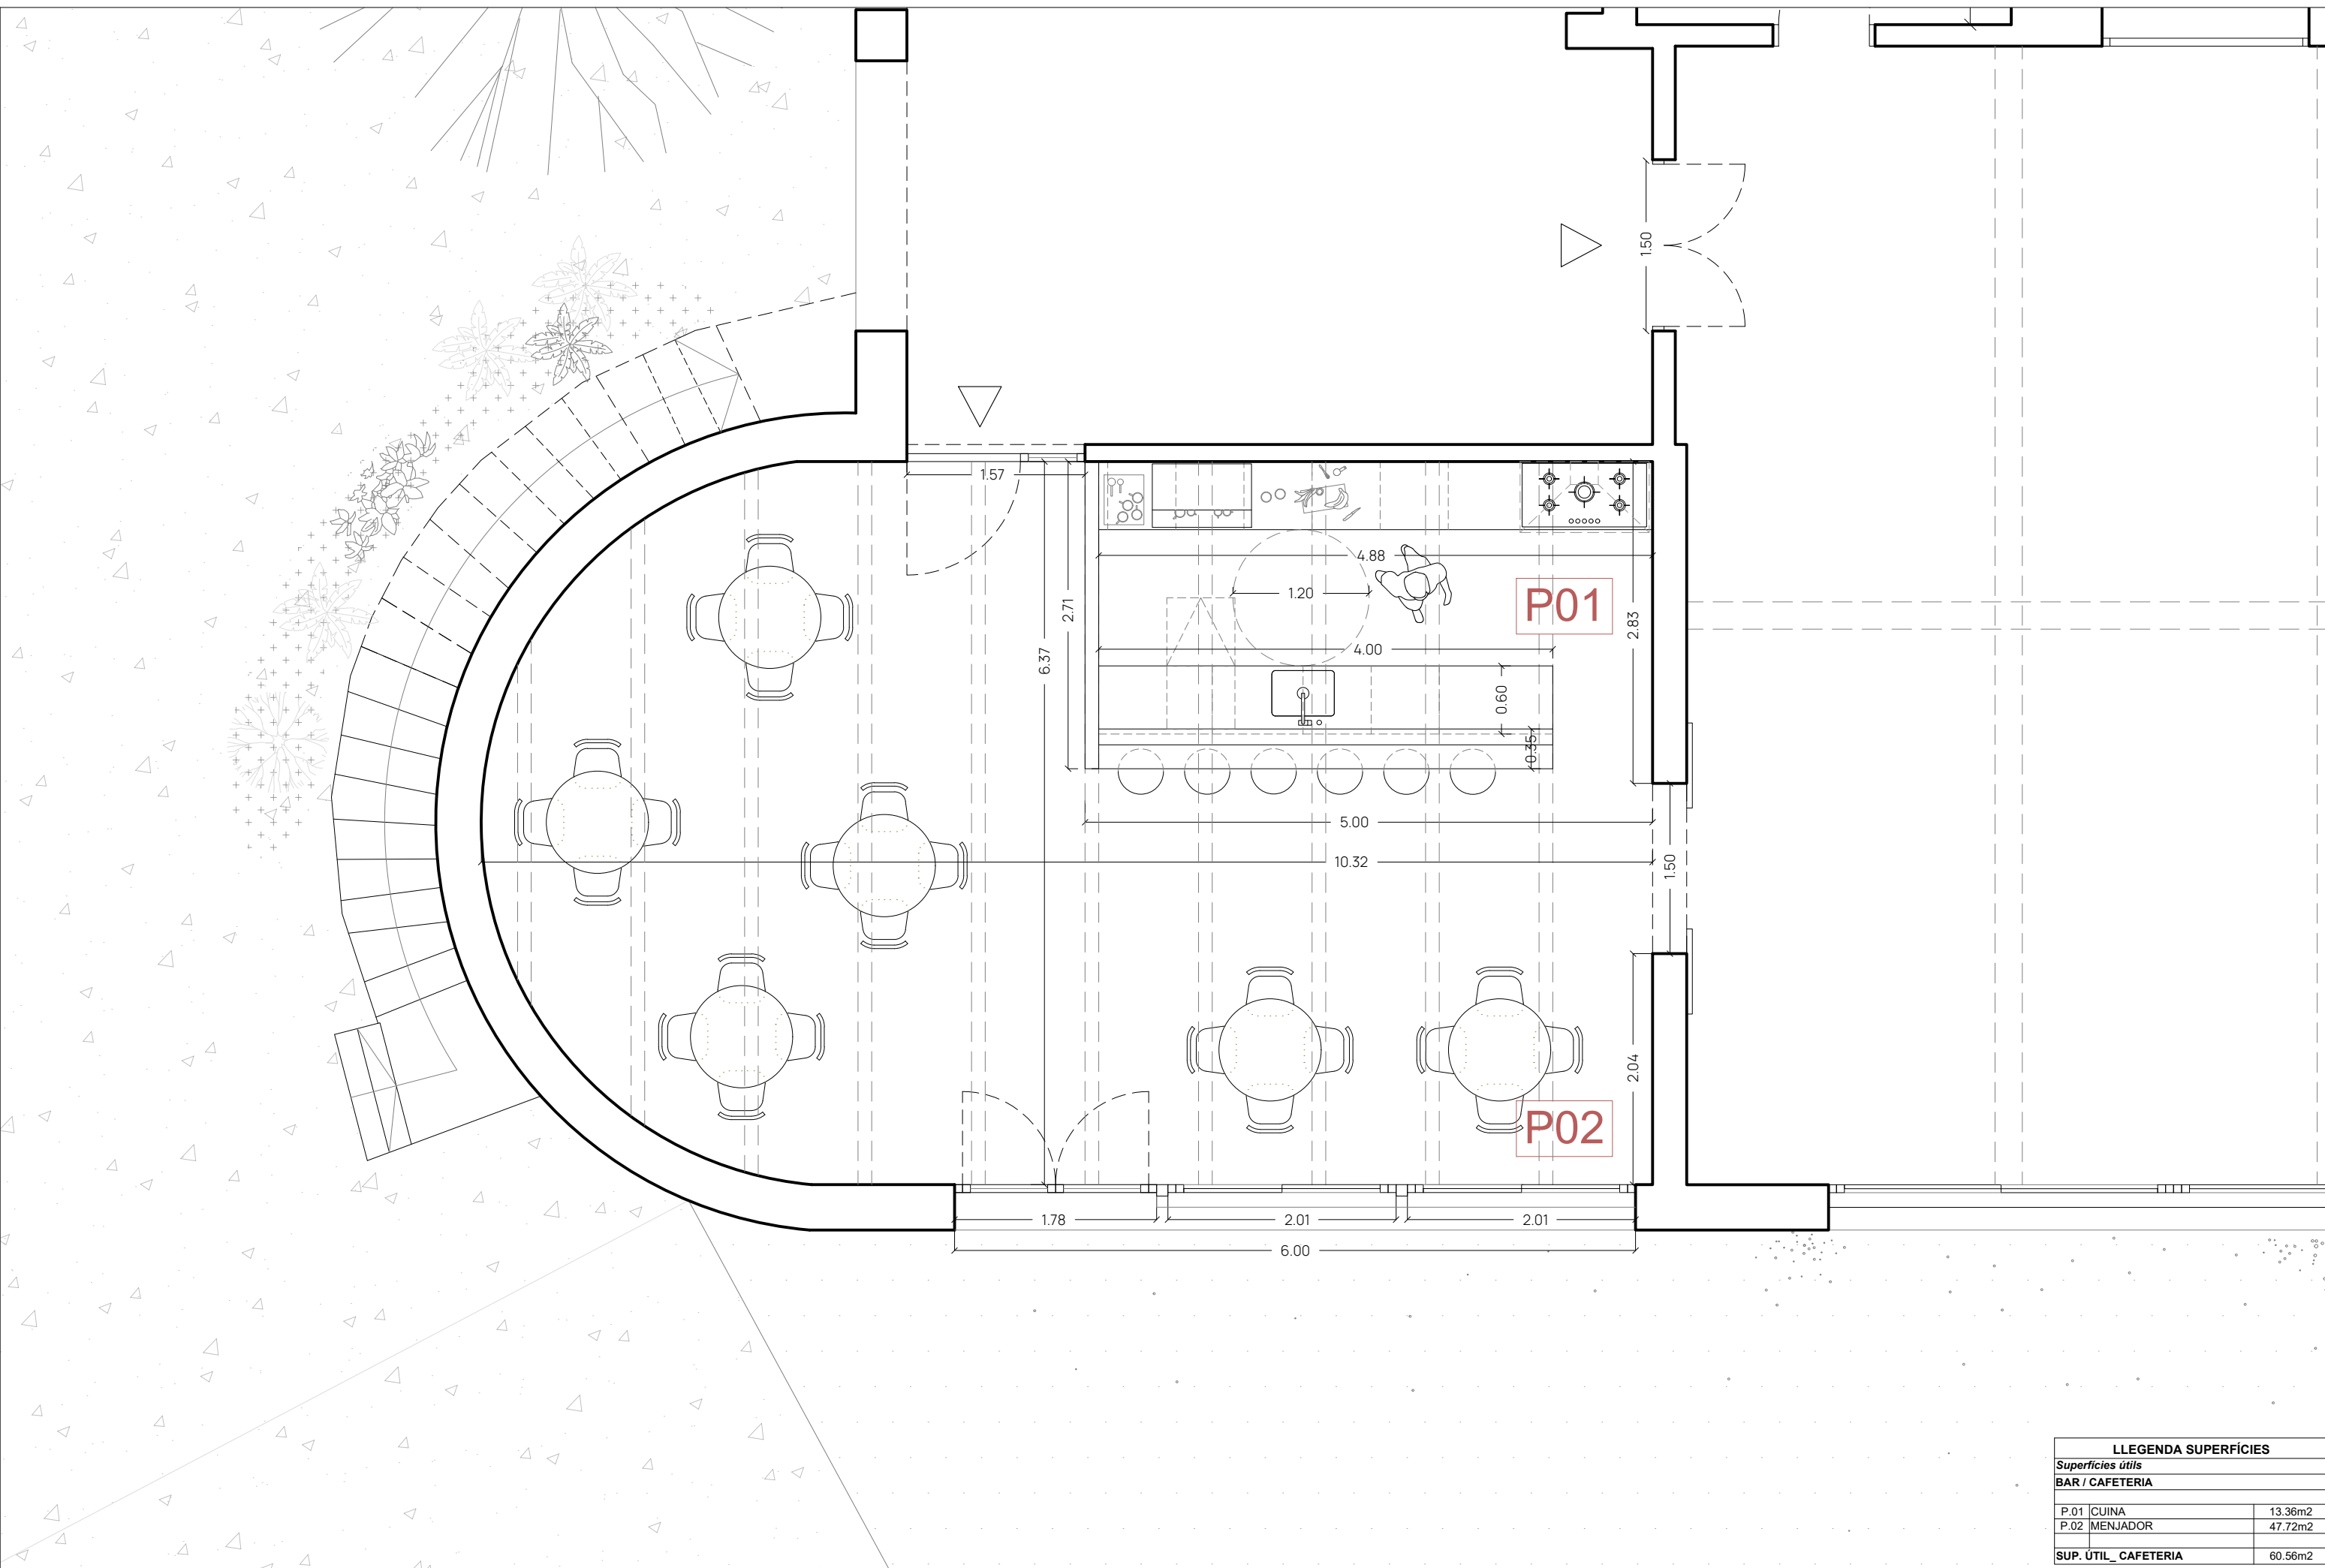 1.50
1.57
4.88
1.20
P01
2.71
2.83
6.37
4.00
0.60
0.35
5.00
10.32
1.50
2.04
P02
1.78
2.01
2.01
6.00
LLEGENDA SUPERFÍCIES
Superfícies útils
BAR / CAFETERIA
P.01 CUINA 13.36m2
P.02 MENJADOR 47.72m2
SUP. ÚTIL_ CAFETERIA 60.56m2